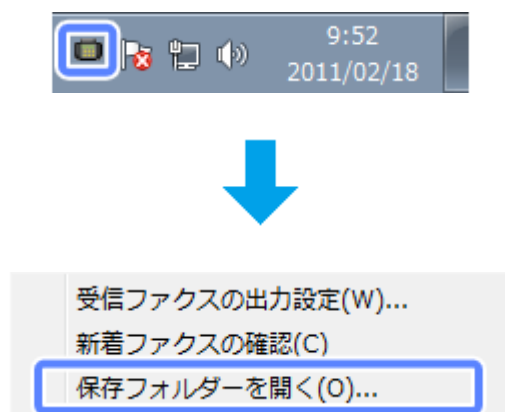 9:52
2011/02/18
受信ファクスの出力設定(W)...
新着ファクスの確認(C)
保存フォルダーを開く(O)...